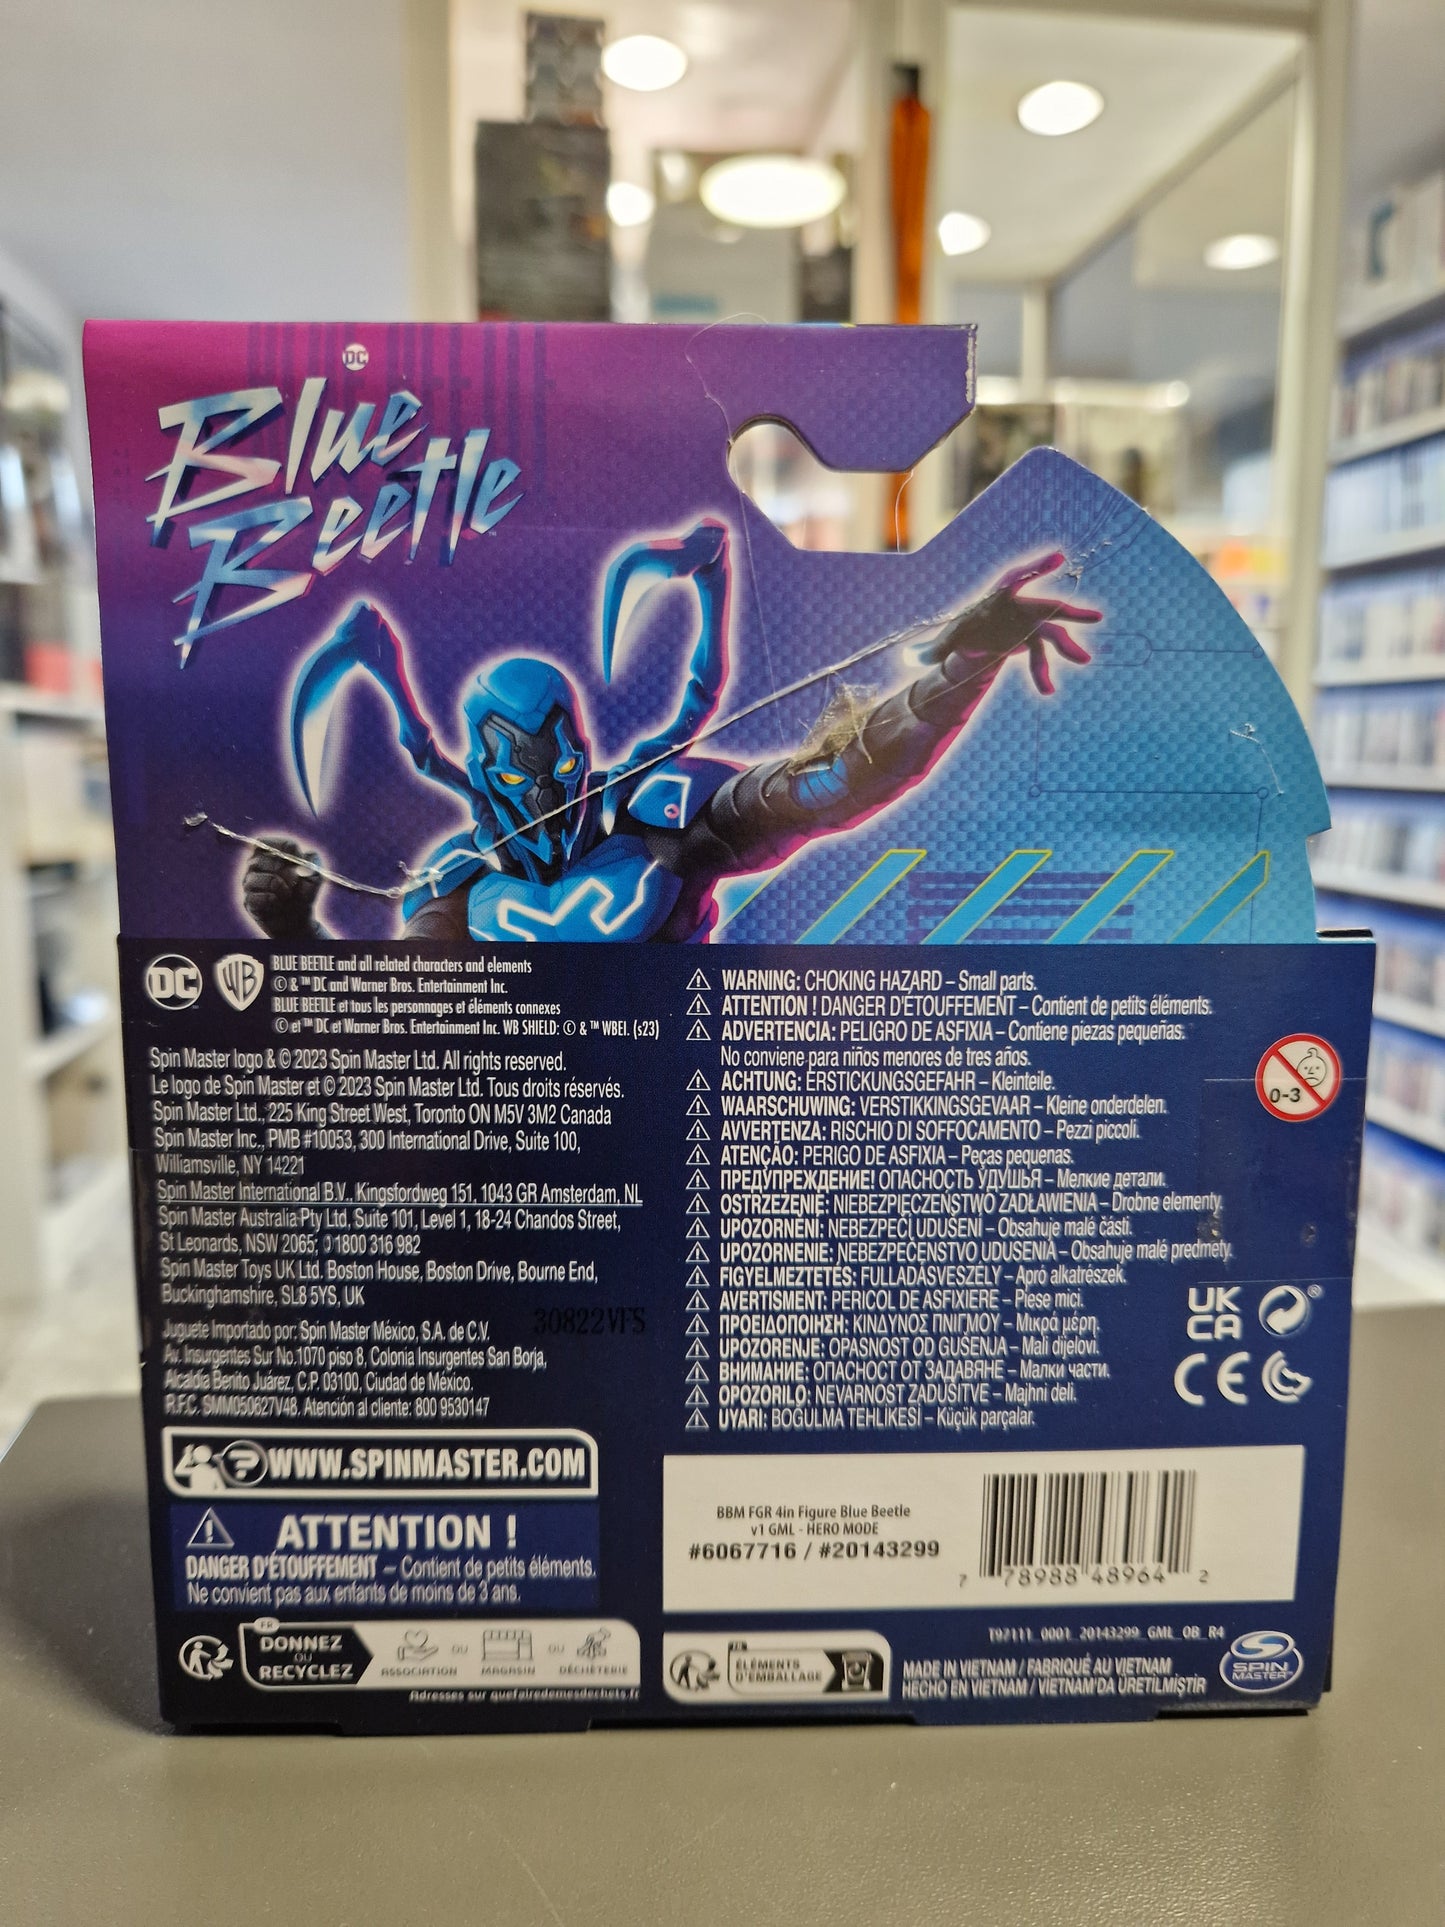 DC
Blue
Beetle
DC WB
BLUE BEETLE and all related characters and elements
© & ™ DC and Warner Bros. Entertainment Inc.
BLUE BEETLE et tous les personnages et éléments connexes
© et ™ DC et Warner Bros. Entertainment Inc. WB SHIELD: © & ™ WBEI. (s23)
Spin Master logo & © 2023 Spin Master Ltd. All rights reserved.
Le logo de Spin Master et © 2023 Spin Master Ltd. Tous droits réservés.
Spin Master Ltd., 225 King Street West, Toronto ON M5V 3M2 Canada
Spin Master Inc., PMB #10053, 300 International Drive, Suite 100,
Williamsville, NY 14221
Spin Master International B.V., Kingsfordweg 151, 1043 GR Amsterdam, NL
Spin Master Australia Pty Ltd. Suite 101, Level 1, 18-24 Chandos Street,
St Leonards, NSW 2065; 1800 316 982
Spin Master Toys UK Ltd. Boston House, Boston Drive, Bourne End,
Buckinghamshire, SL8 5YS, UK
30822VFS
Juguete Importado por: Spin Master México, S.A. de C.V.
Av. Insurgentes Sur No.1070 piso 8, Colonia Insurgentes San Borja,
Alcaldía Benito Juárez, C.P. 03100, Ciudad de México.
R.F.C. SMM050627V48. Atención al cliente: 800 9530147
? WWW.SPINMASTER.COM
ATTENTION !
DANGER D'ÉTOUFFEMENT – Contient de petits éléments.
Ne convient pas aux enfants de moins de 3 ans.
FR
DONNEZ
OU
RECYCLEZ
ASSOCIATION OU MAGASIN OU DÉCHÈTERIE
Adresses sur quefairedemesdechets.fr
WARNING: CHOKING HAZARD – Small parts.
ATTENTION ! DANGER D'ÉTOUFFEMENT – Contient de petits éléments.
ADVERTENCIA: PELIGRO DE ASFIXIA – Contiene piezas pequeñas.
No conviene para niños menores de tres años.
ACHTUNG: ERSTICKUNGSGEFAHR – Kleinteile.
WAARSCHUWING: VERSTIKKINGSGEVAAR – Kleine onderdelen.
AVVERTENZA: RISCHIO DI SOFFOCAMENTO – Pezzi piccoli.
ATENÇÃO: PERIGO DE ASFIXIA – Peças pequenas.
ПРЕДУПРЕЖДЕНИЕ! ОПАСНОСТЬ УДУШЬЯ – Мелкие детали.
OSTRZEŻENIE: NIEBEZPIECZEŃSTWO ZADŁAWIENIA – Drobne elementy.
UPOZORNĚNÍ: NEBEZPEČÍ UDUŠENÍ – Obsahuje malé části.
UPOZORNENIE: NEBEZPEČENSTVO UDUSENIA – Obsahuje malé predmety.
FIGYELMEZTETÉS: FULLADÁSVESZÉLY – Apró alkatrészek.
AVERTISMENT: PERICOL DE ASFIXIERE – Piese mici.
ΠΡΟΕΙΔΟΠΟΙΗΣΗ: ΚΙΝΔΥΝΟΣ ΠΝΙΓΜΟΥ – Μικρά μέρη.
UPOZORENJE: OPASNOST OD GUŠENJA – Mali dijelovi.
ВНИМАНИЕ: ОПАСНОСТ ОТ ЗАДАВЯНЕ – Малки части.
OPOZORILO: NEVARNOST ZADUŠITVE – Majhni deli.
UYARI: BOĞULMA TEHLİKESİ – Küçük parçalar.
0-3
UK
CA
®
CE
BBM FGR 4in Figure Blue Beetle
v1 GML - HERO MODE
#6067716 / #20143299
7 78988 48964 2
FR
ÉLÉMENTS
D'EMBALLAGE
T97111_0001_20143299_GML_OB_R4
MADE IN VIETNAM / FABRIQUÉ AU VIETNAM
HECHO EN VIETNAM / VIETNAM'DA ÜRETİLMİŞTİR
SPIN
MASTER™